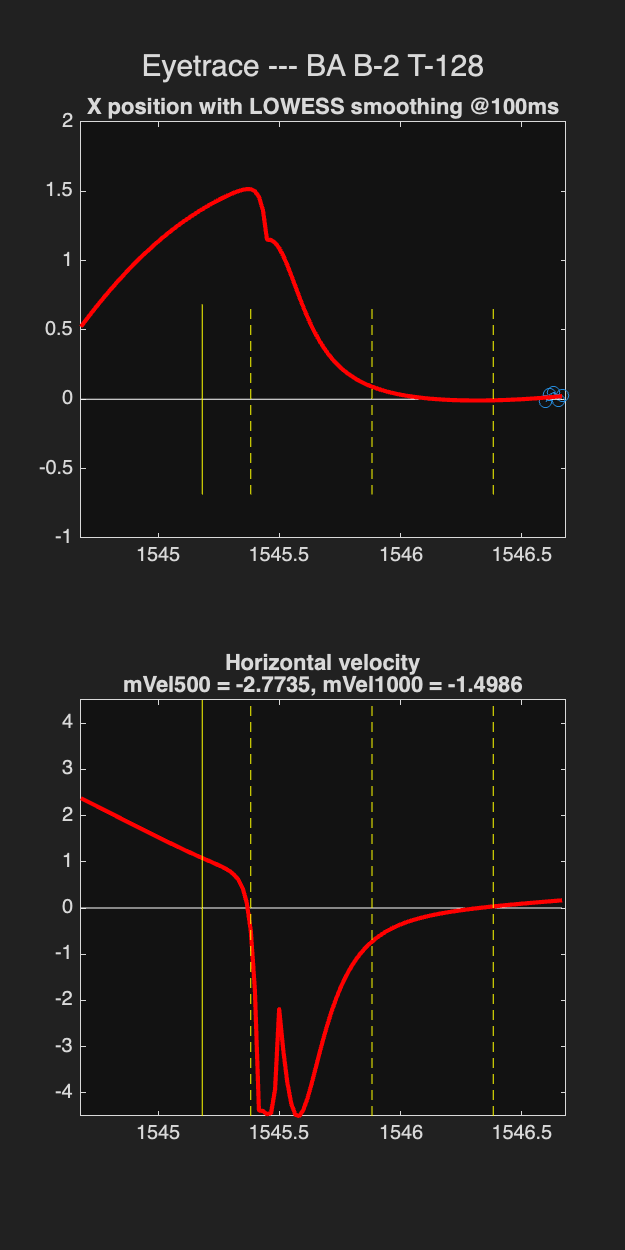 Eyetrace --- BA B-2 T-128
X position with LOWESS smoothing @100ms
2
1.5
1
0.5
0
-0.5
-1
1545 1545.5 1546 1546.5
Horizontal velocity
mVel500 = -2.7735, mVel1000 = -1.4986
4
3
2
1
0
-1
-2
-3
-4
1545 1545.5 1546 1546.5